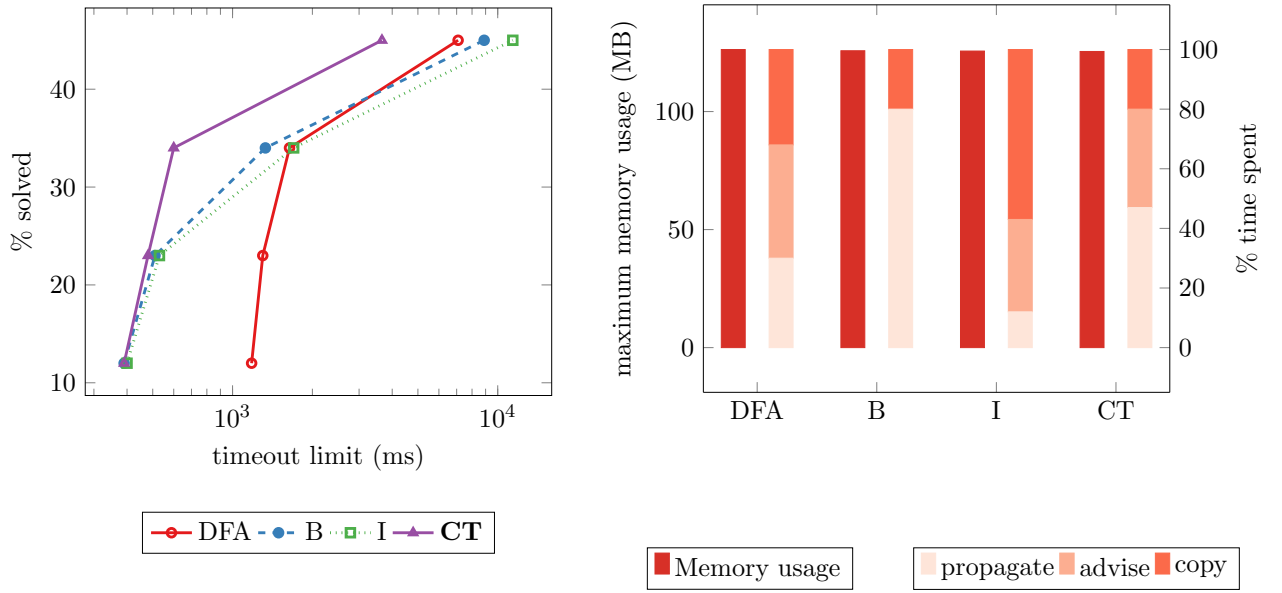 40
30
20
10
% solved
10^3
10^4
timeout limit (ms)
DFA B I CT
maximum memory usage (MB)
100
50
0
100
80
60
40
20
0
% time spent
DFA B I CT
Memory usage
propagate advise copy